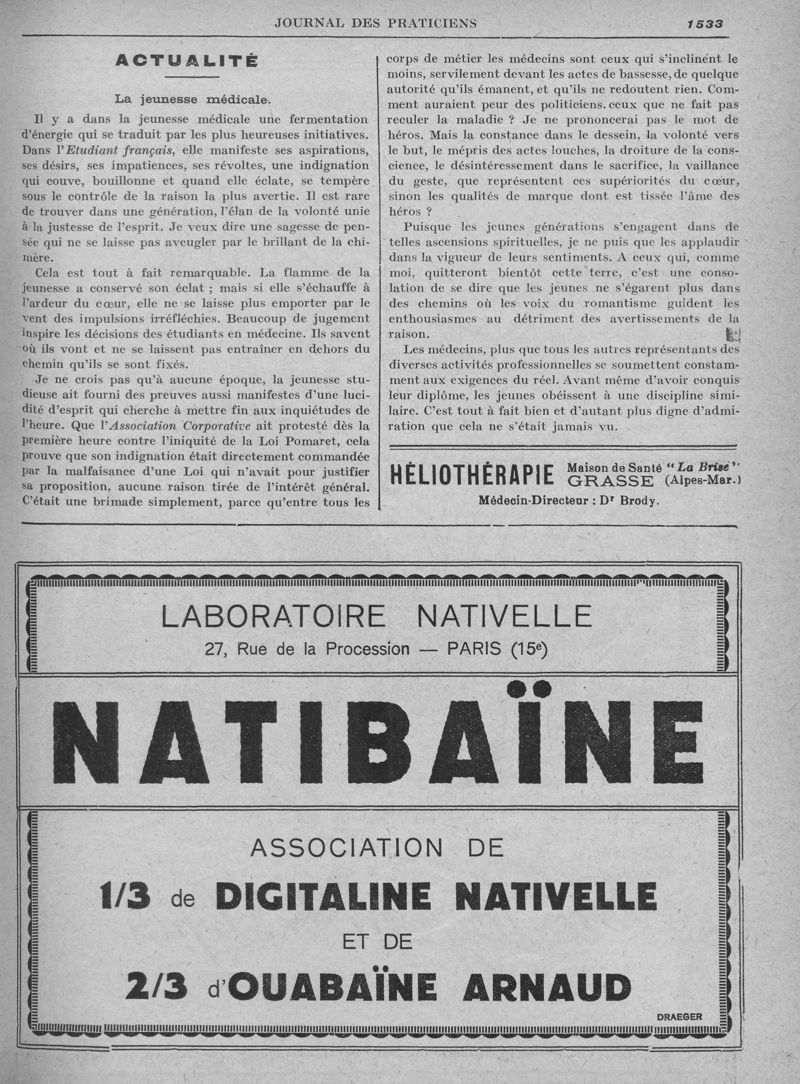 JOURNAL DES PRATICIENS 1533
ACTUALITÉ
La jeunesse médicale.
Il y a dans la jeunesse médicale une fermentation
d'énergie qui se traduit par les plus heureuses initiatives.
Dans l'Etudiant français, elle manifeste ses aspirations,
ses désirs, ses impatiences, ses révoltes, une indignation
qui couve, bouillonne et quand elle éclate, se tempère
sous le contrôle de la raison la plus avertie. Il est rare
de trouver dans une génération, l'élan de la volonté unie
à la justesse de l'esprit. Je veux dire une sagesse de pen-
sée qui ne se laisse pas aveugler par le brillant de la chi-
mère.
Cela est tout à fait remarquable. La flamme de la
jeunesse a conservé son éclat ; mais si elle s'échauffe à
l'ardeur du cœur, elle ne se laisse plus emporter par le
vent des impulsions irréfléchies. Beaucoup de jugement
inspire les décisions des étudiants en médecine. Ils savent
où ils vont et ne se laissent pas entraîner en dehors du
chemin qu'ils se sont fixés.
Je ne crois pas qu'à aucune époque, la jeunesse stu-
dieuse ait fourni des preuves aussi manifestes d'une luci-
dité d'esprit qui cherche à mettre fin aux inquiétudes de
l'heure. Que l'Association Corporative ait protesté dès la
première heure contre l'iniquité de la Loi Pomaret, cela
prouve que son indignation était directement commandée
par la malfaisance d'une Loi qui n'avait pour justifier
sa proposition, aucune raison tirée de l'intérêt général.
C'était une brimade simplement, parce qu'entre tous les
corps de métier les médecins sont ceux qui s'inclinent le
moins, servilement devant les actes de bassesse, de quelque
autorité qu'ils émanent, et qu'ils ne redoutent rien. Com-
ment auraient peur des politiciens. ceux que ne fait pas
reculer la maladie ? Je ne prononcerai pas le mot de
héros. Mais la constance dans le dessein, la volonté vers
le but, le mépris des actes louches, la droiture de la cons-
cience, le désintéressement dans le sacrifice, la vaillance
du geste, que représentent ces supériorités du cœur,
sinon les qualités de marque dont est tissée l'âme des
héros ?
Puisque les jeunes générations s'engagent dans de
telles ascensions spirituelles, je ne puis que les applaudir
dans la vigueur de leurs sentiments. A ceux qui, comme
moi, quitteront bientôt cette terre, c'est une conso-
lation de se dire que les jeunes ne s'égarent plus dans
des chemins où les voix du romantisme guident les
enthousiasmes au détriment des avertissements de la
raison.
Les médecins, plus que tous les autres représentants des
diverses activités professionnelles se soumettent constam-
ment aux exigences du réel. Avant même d'avoir conquis
leur diplôme, les jeunes obéissent à une discipline simi-
laire. C'est tout à fait bien et d'autant plus digne d'admi-
ration que cela ne s'était jamais vu.
HÉLIOTHÉRAPIE Maison de Santé "La Brise"
GRASSE (Alpes-Mar.)
Médecin-Directeur : Dr Brody.
LABORATOIRE NATIVELLE
27, Rue de la Procession — PARIS (15e)
NATIBAÏNE
ASSOCIATION DE
1/3 de DIGITALINE NATIVELLE
ET DE
2/3 d'OUABAÏNE ARNAUD
DRAEGER